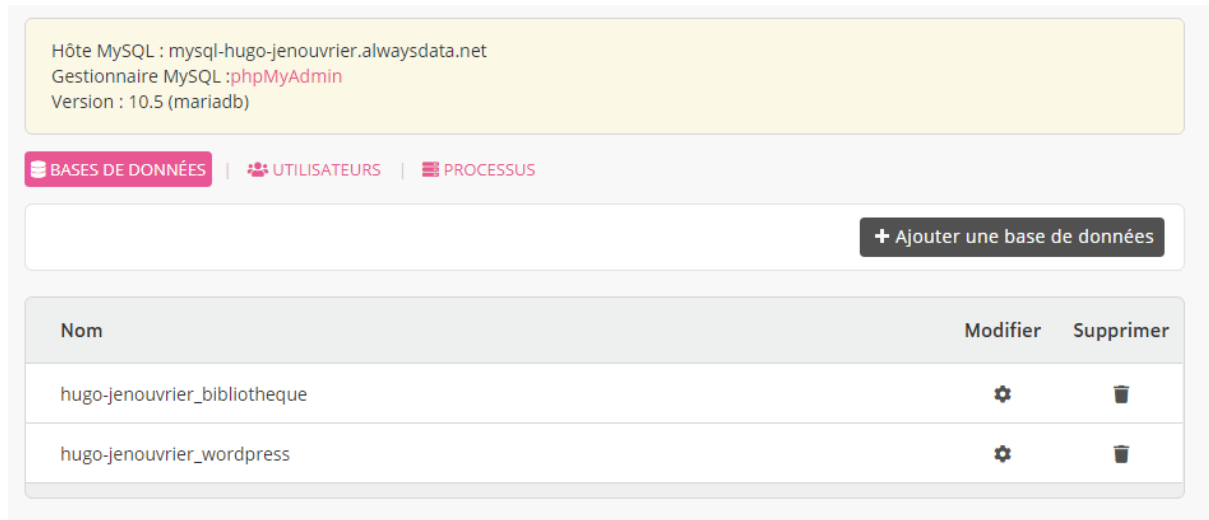 Hôte MySQL : mysql-hugo-jenouvrier.alwaysdata.net
Gestionnaire MySQL :phpMyAdmin
Version : 10.5 (mariadb)
BASES DE DONNÉES | UTILISATEURS | PROCESSUS
+ Ajouter une base de données
Nom Modifier Supprimer
hugo-jenouvrier_bibliotheque
hugo-jenouvrier_wordpress